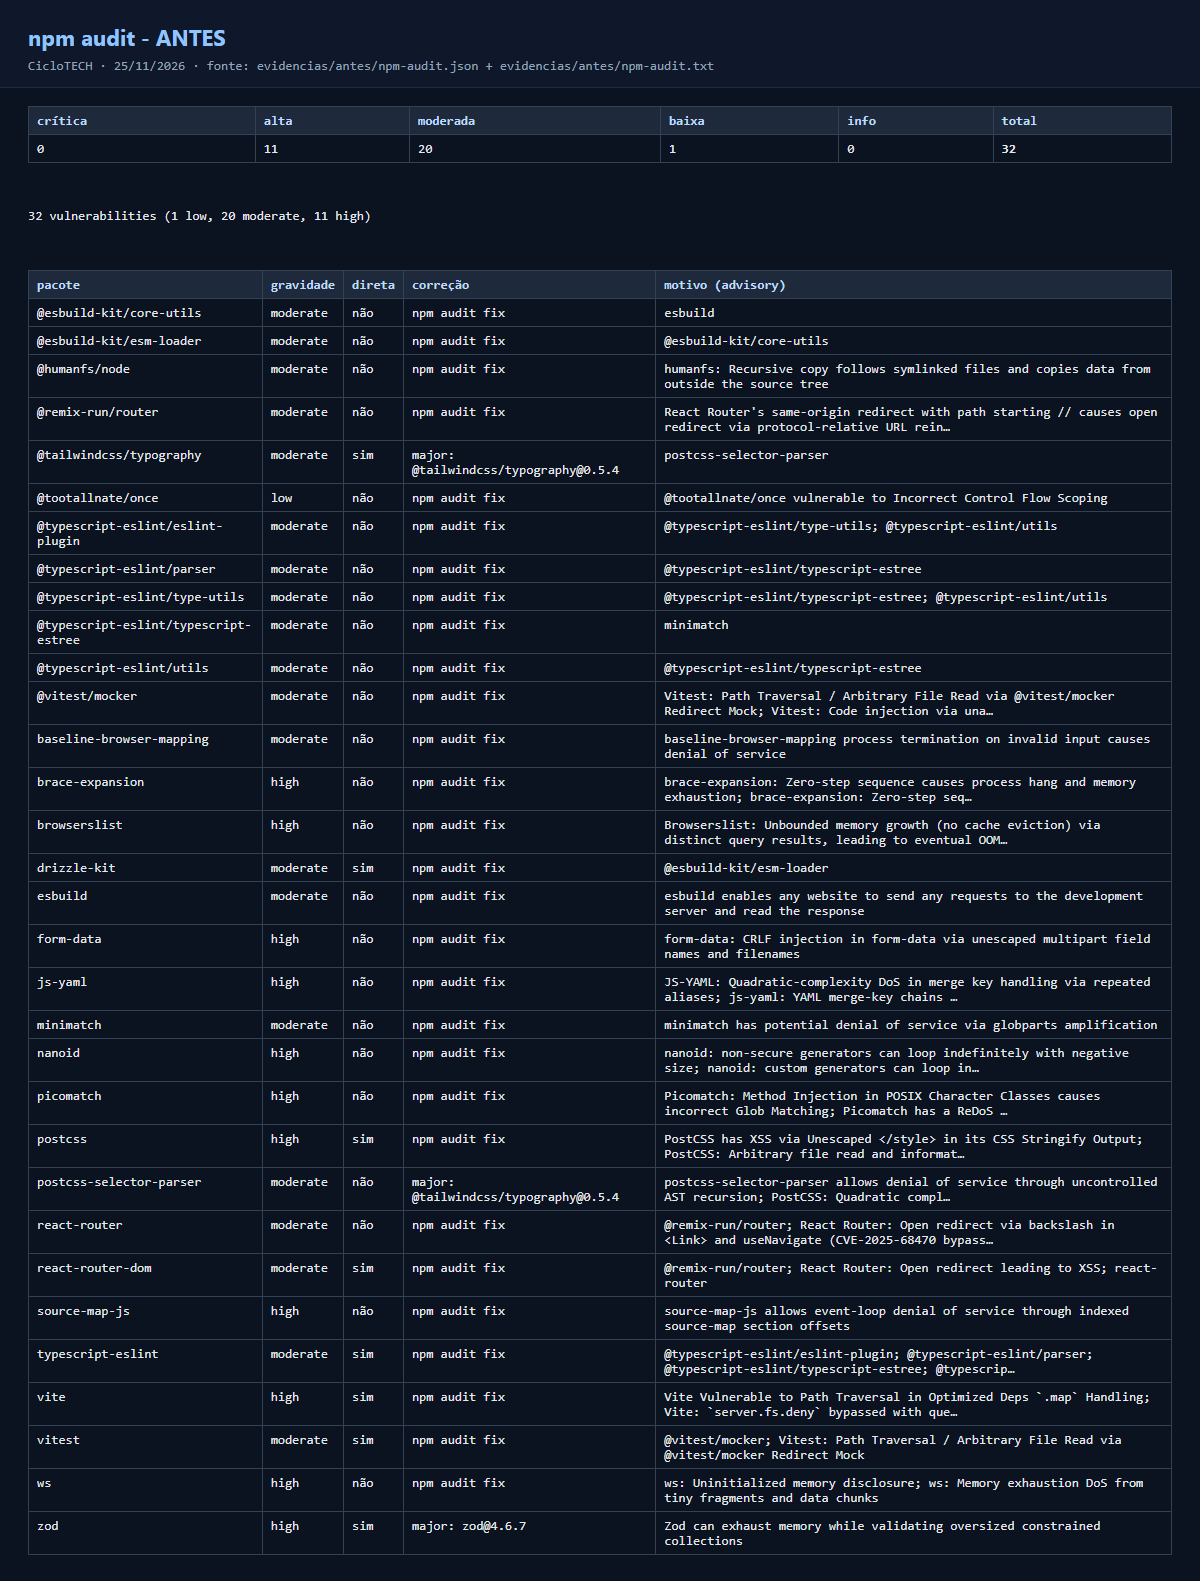 npm audit - ANTES
CicloTECH · 25/11/2026 · fonte: evidencias/antes/npm-audit.json + evidencias/antes/npm-audit.txt
crítica alta moderada baixa info total
0 11 20 1 0 32
32 vulnerabilities (1 low, 20 moderate, 11 high)
pacote gravidade direta correção motivo (advisory)
@esbuild-kit/core-utils moderate não npm audit fix esbuild
@esbuild-kit/esm-loader moderate não npm audit fix @esbuild-kit/core-utils
@humanfs/node moderate não npm audit fix humanfs: Recursive copy follows symlinked files and copies data from
outside the source tree
@remix-run/router moderate não npm audit fix React Router's same-origin redirect with path starting // causes open
redirect via protocol-relative URL rein…
@tailwindcss/typography moderate sim major: postcss-selector-parser
@tailwindcss/typography@0.5.4
@tootallnate/once low não npm audit fix @tootallnate/once vulnerable to Incorrect Control Flow Scoping
@typescript-eslint/eslint- moderate não npm audit fix @typescript-eslint/type-utils; @typescript-eslint/utils
plugin
@typescript-eslint/parser moderate não npm audit fix @typescript-eslint/typescript-estree
@typescript-eslint/type-utils moderate não npm audit fix @typescript-eslint/typescript-estree; @typescript-eslint/utils
@typescript-eslint/typescript- moderate não npm audit fix minimatch
estree
@typescript-eslint/utils moderate não npm audit fix @typescript-eslint/typescript-estree
@vitest/mocker moderate não npm audit fix Vitest: Path Traversal / Arbitrary File Read via @vitest/mocker
Redirect Mock; Vitest: Code injection via una…
baseline-browser-mapping moderate não npm audit fix baseline-browser-mapping process termination on invalid input causes
denial of service
brace-expansion high não npm audit fix brace-expansion: Zero-step sequence causes process hang and memory
exhaustion; brace-expansion: Zero-step seq…
browserslist high não npm audit fix Browserslist: Unbounded memory growth (no cache eviction) via
distinct query results, leading to eventual OOM…
drizzle-kit moderate sim npm audit fix @esbuild-kit/esm-loader
esbuild moderate não npm audit fix esbuild enables any website to send any requests to the development
server and read the response
form-data high não npm audit fix form-data: CRLF injection in form-data via unescaped multipart field
names and filenames
js-yaml high não npm audit fix JS-YAML: Quadratic-complexity DoS in merge key handling via repeated
aliases; js-yaml: YAML merge-key chains …
minimatch moderate não npm audit fix minimatch has potential denial of service via globparts amplification
nanoid high não npm audit fix nanoid: non-secure generators can loop indefinitely with negative
size; nanoid: custom generators can loop in…
picomatch high não npm audit fix Picomatch: Method Injection in POSIX Character Classes causes
incorrect Glob Matching; Picomatch has a ReDoS …
postcss high sim npm audit fix PostCSS has XSS via Unescaped </style> in its CSS Stringify Output;
PostCSS: Arbitrary file read and informat…
postcss-selector-parser moderate não major: postcss-selector-parser allows denial of service through uncontrolled
@tailwindcss/typography@0.5.4 AST recursion; PostCSS: Quadratic compl…
react-router moderate não npm audit fix @remix-run/router; React Router: Open redirect via backslash in
<Link> and useNavigate (CVE-2025-68470 bypass…
react-router-dom moderate sim npm audit fix @remix-run/router; React Router: Open redirect leading to XSS; react-
router
source-map-js high não npm audit fix source-map-js allows event-loop denial of service through indexed
source-map section offsets
typescript-eslint moderate sim npm audit fix @typescript-eslint/eslint-plugin; @typescript-eslint/parser;
@typescript-eslint/typescript-estree; @typescrip…
vite high sim npm audit fix Vite Vulnerable to Path Traversal in Optimized Deps `.map` Handling;
Vite: `server.fs.deny` bypassed with que…
vitest moderate sim npm audit fix @vitest/mocker; Vitest: Path Traversal / Arbitrary File Read via
@vitest/mocker Redirect Mock
ws high não npm audit fix ws: Uninitialized memory disclosure; ws: Memory exhaustion DoS from
tiny fragments and data chunks
zod high sim major: zod@4.6.7 Zod can exhaust memory while validating oversized constrained
collections